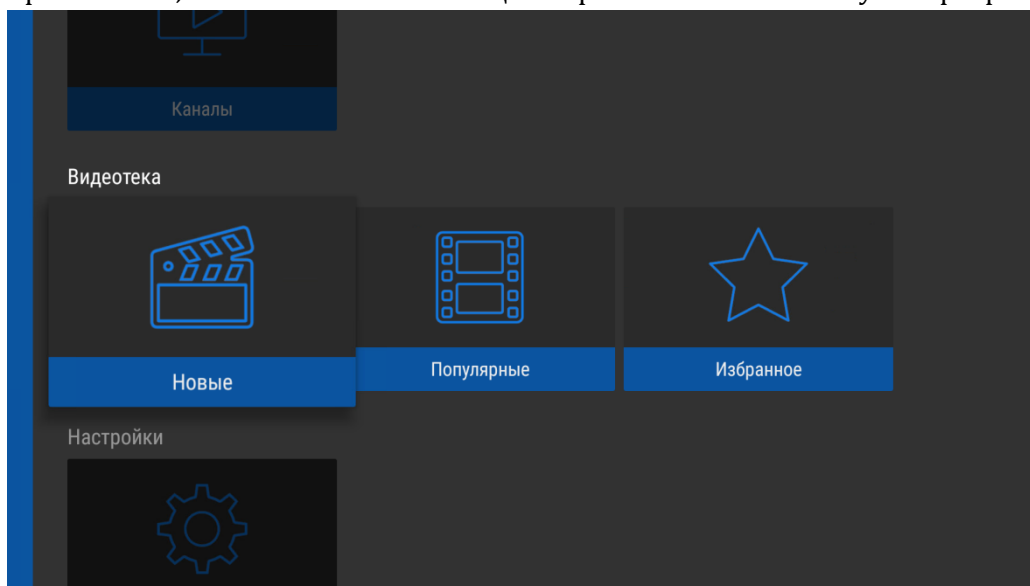 Каналы
Видеотека
Новые
Популярные
Избранное
Настройки